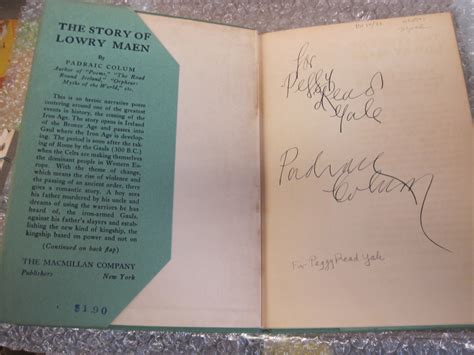 THE STORY OF
LOWRY MAEN
BY
PADRAIC COLUM
Author of "Poems," "The Road
Round Ireland," "Orpheus:
Myths of the World," etc.
This is an heroic narrative poem
centering around one of the greatest
events in history, the coming of the
Iron Age. The story opens in Ireland
of the Bronze Age and passes into
Gaul where the Iron Age is develop-
ing. The period is soon after the tak-
ing of Rome by the Gauls (390 B.C.)
when the Celts are making themselves
the dominant people in Western Eu-
rope. With the theme of change,
which means the rise of violence and
the passing of an ancient order, there
goes a romantic story. A boy sees
his father murdered by his uncle and
dreams of using the warriors he has
heard of, the iron-armed Gauls,
against his father's slayers and estab-
lishing the new kind of kingship
based on power and not on
(Continued on back flap)
THE MACMILLAN COMPANY
Publishers New York
$1.90
for
Peggy
Read
Yale
Padraic
Colum
For Peggy Read Yale